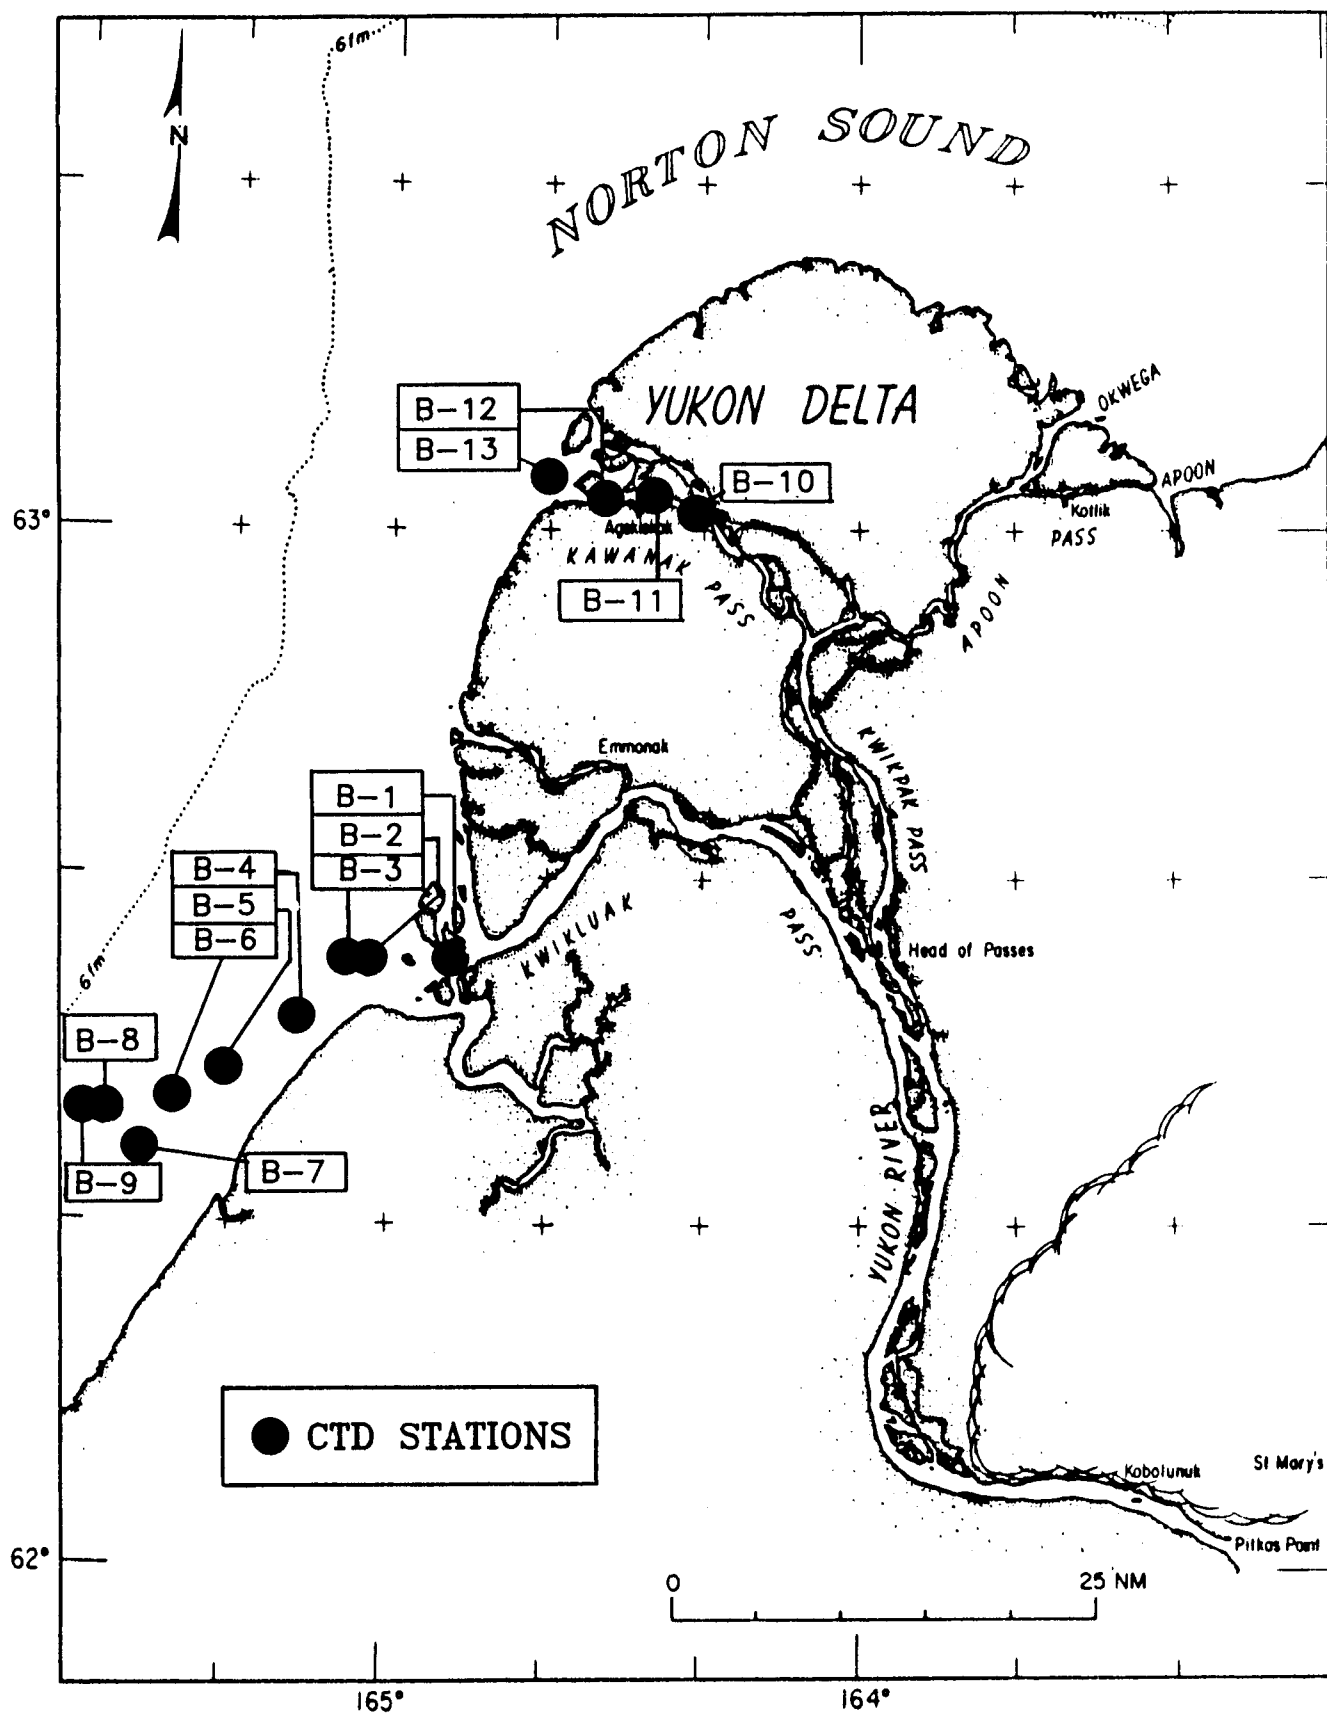 61m
N
NORTON SOUND
YUKON DELTA
OKWEGA
B-12
B-13
APOON
B-10
Kotlik
63°
PASS
KAWANAK PASS
B-11
APOON
KWIKPAK PASS
Emmonak
B-1
B-2
B-3
B-4
B-5
B-6
KWIKLUAK
PASS
Head of Passes
61m
B-8
B-7
B-9
YUKON RIVER
CTD STATIONS
Kobolunuk
St Mary's
Pitkas Point
62°
0
25 NM
165°
164°